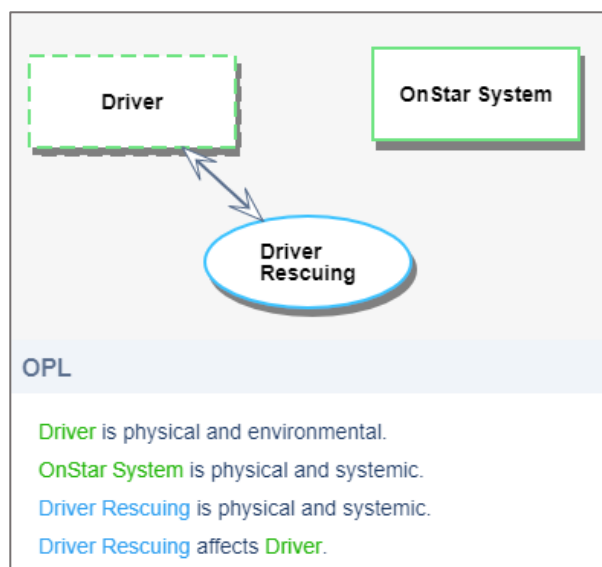 Driver
OnStar System
Driver
Rescuing
OPL
Driver is physical and environmental.
OnStar System is physical and systemic.
Driver Rescuing is physical and systemic.
Driver Rescuing affects Driver.